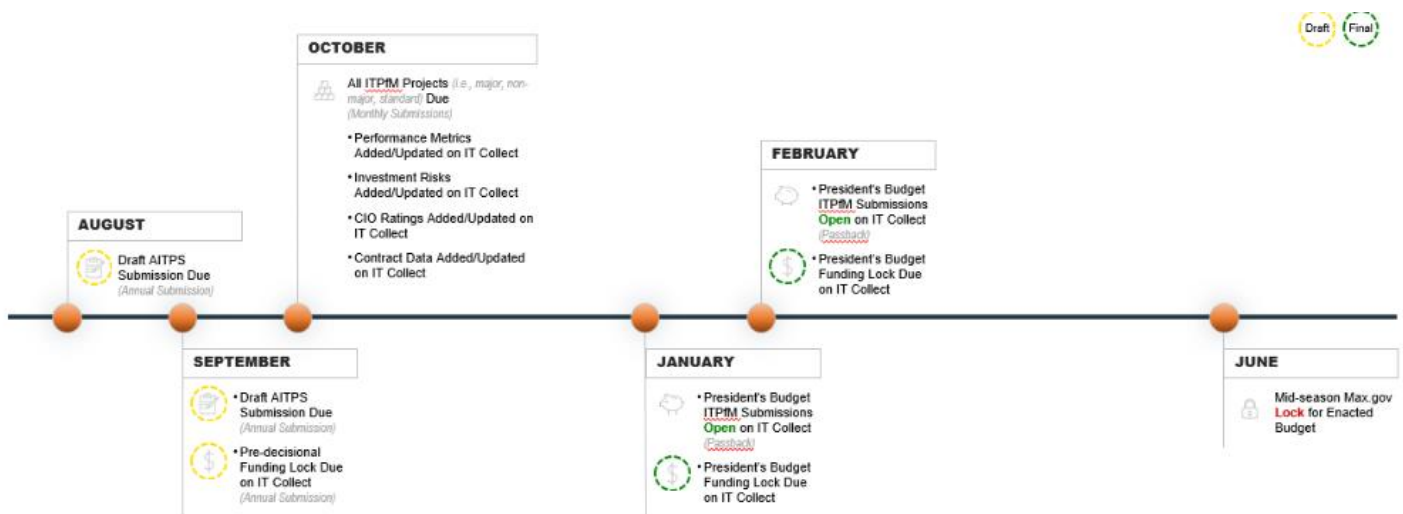 Draft
Final
OCTOBER
All ITPfM Projects (i.e., major, non-
major, standard) Due
(Monthly Submissions)
• Performance Metrics
Added/Updated on IT Collect
• Investment Risks
Added/Updated on IT Collect
• CIO Ratings Added/Updated on
IT Collect
• Contract Data Added/Updated
on IT Collect
FEBRUARY
• President's Budget
ITPfM Submissions
Open on IT Collect
(Passback)
• President's Budget
Funding Lock Due
on IT Collect
AUGUST
Draft AITPS
Submission Due
(Annual Submission)
SEPTEMBER
• Draft AITPS
Submission Due
(Annual Submission)
• Pre-decisional
Funding Lock Due
on IT Collect
(Annual Submission)
JANUARY
• President's Budget
ITPfM Submissions
Open on IT Collect
(Passback)
• President's Budget
Funding Lock Due
on IT Collect
JUNE
Mid-season Max.gov
Lock for Enacted
Budget